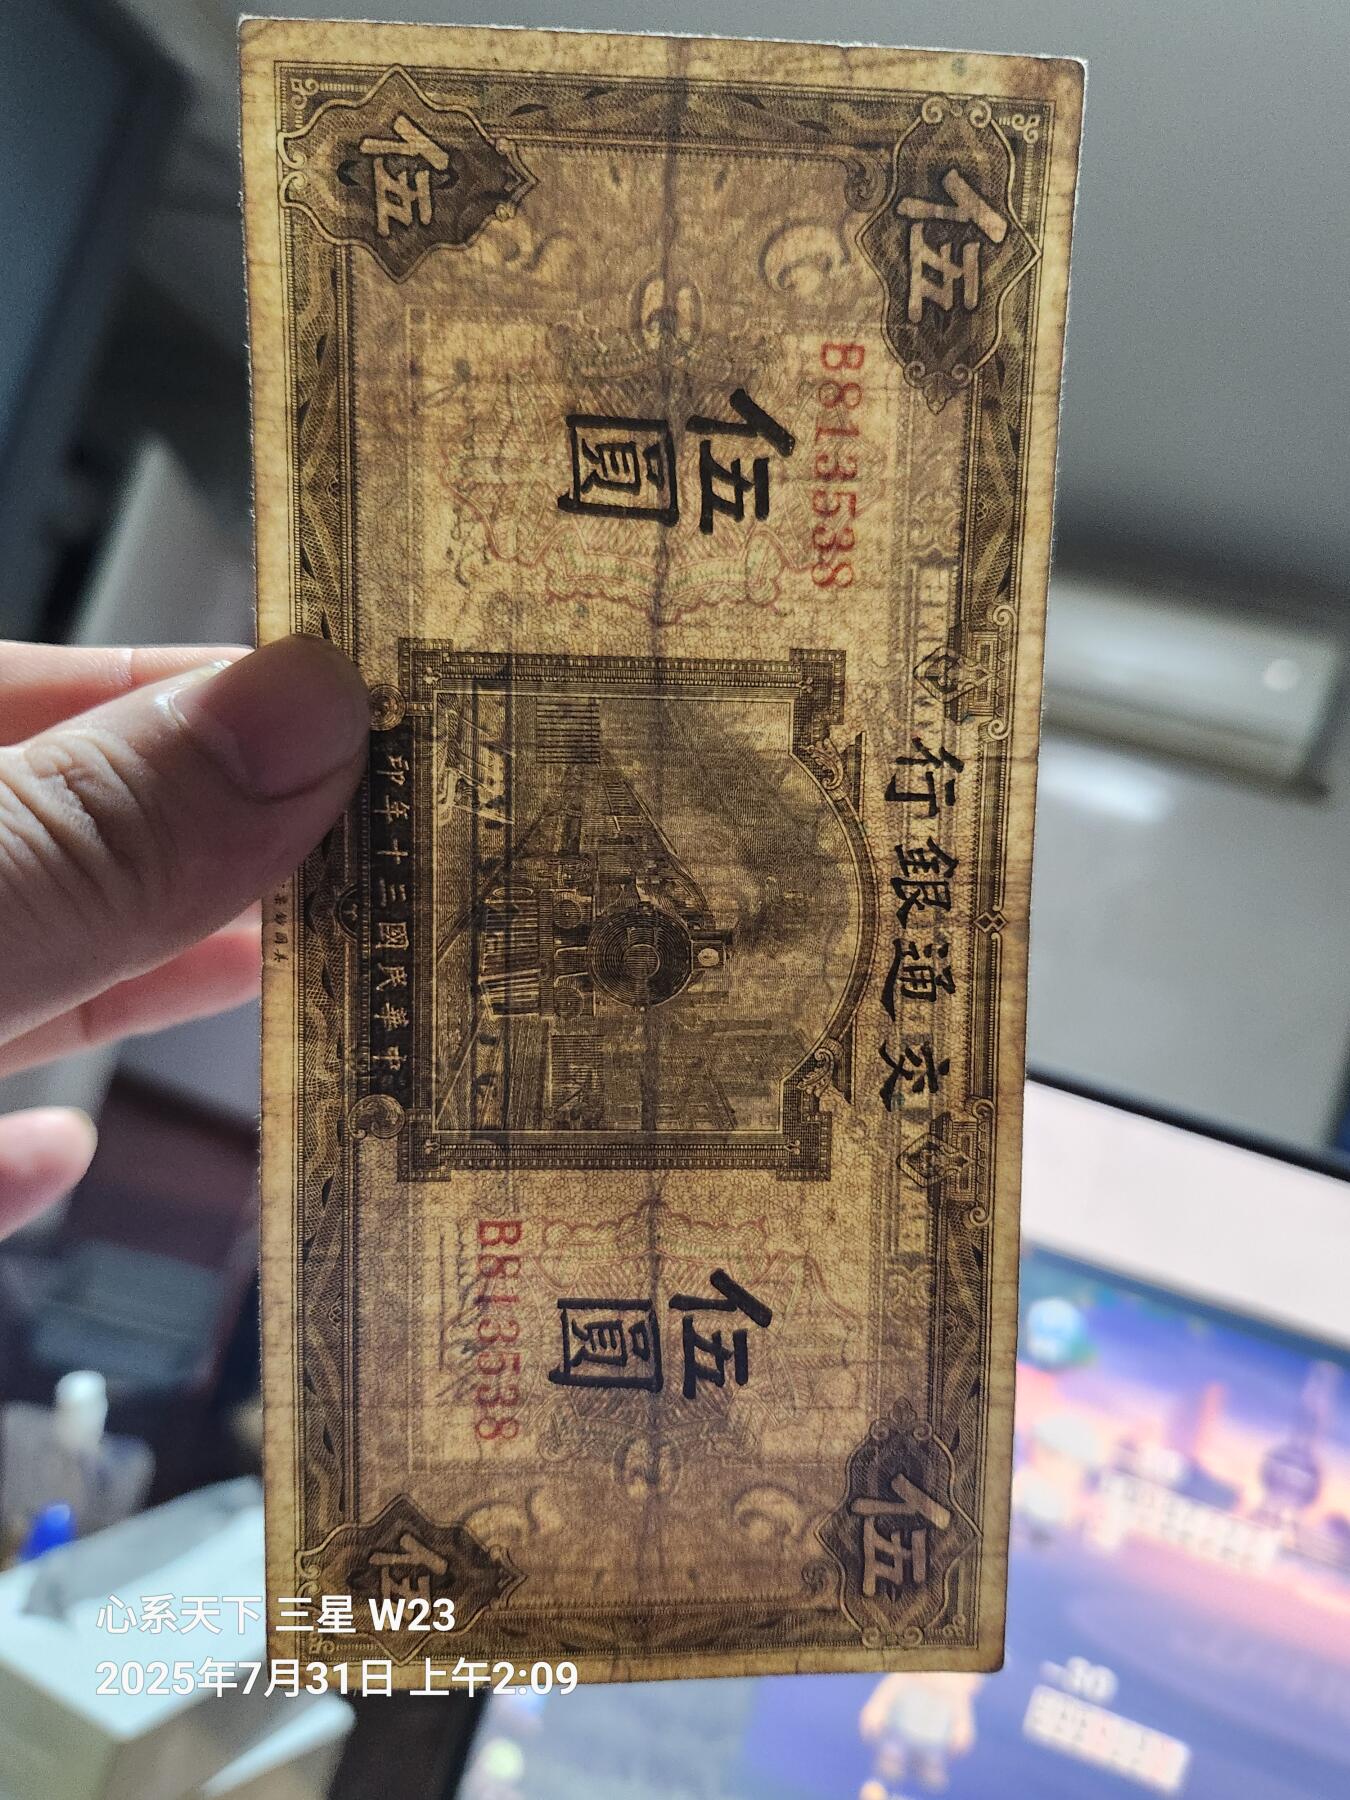 行銀通交
伍
伍
伍
伍
伍圓
伍圓
B813538
B813538
印年十三國民華中
心系天下 三星 W23
2025年7月31日 上午2:09